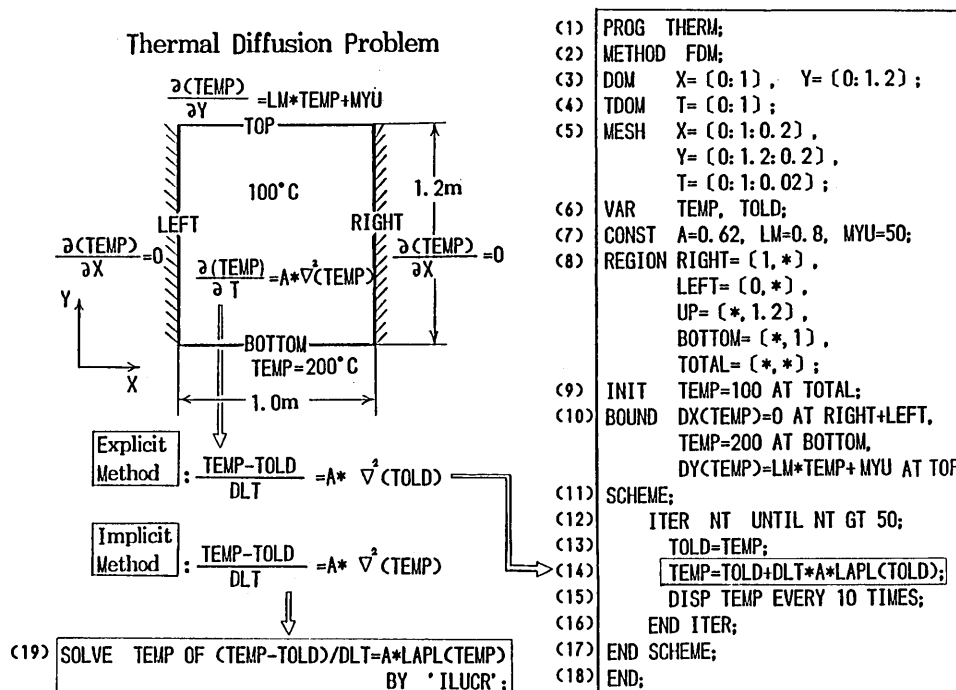 Thermal Diffusion Problem
∂(TEMP)/∂Y =LM*TEMP+MYU
TOP
100°C
1.2m
LEFT
RIGHT
∂(TEMP)/∂X =0
∂(TEMP)/∂X =0
∂(TEMP)/∂T =A*∇²(TEMP)
Y
X
BOTTOM
TEMP=200°C
1.0m
Explicit
Method : (TEMP-TOLD)/DLT =A* ∇²(TOLD)
Implicit
Method : (TEMP-TOLD)/DLT =A* ∇²(TEMP)
(19) SOLVE TEMP OF (TEMP-TOLD)/DLT=A*LAPL(TEMP)
BY 'ILUCR';
(1) PROG THERM;
(2) METHOD FDM;
(3) DOM X= (0:1), Y= (0:1.2);
(4) TDOM T= (0:1);
(5) MESH X= (0:1:0.2),
Y= (0:1.2:0.2),
T= (0:1:0.02);
(6) VAR TEMP, TOLD;
(7) CONST A=0.62, LM=0.8, MYU=50;
(8) REGION RIGHT= (1,*),
LEFT= (0,*),
UP= (*,1.2),
BOTTOM= (*,1),
TOTAL= (*,*);
(9) INIT TEMP=100 AT TOTAL;
(10) BOUND DX(TEMP)=0 AT RIGHT+LEFT,
TEMP=200 AT BOTTOM,
DY(TEMP)=LM*TEMP+MYU AT TOP
(11) SCHEME;
(12) ITER NT UNTIL NT GT 50;
(13) TOLD=TEMP;
(14) TEMP=TOLD+DLT*A*LAPL(TOLD);
(15) DISP TEMP EVERY 10 TIMES;
(16) END ITER;
(17) END SCHEME;
(18) END;